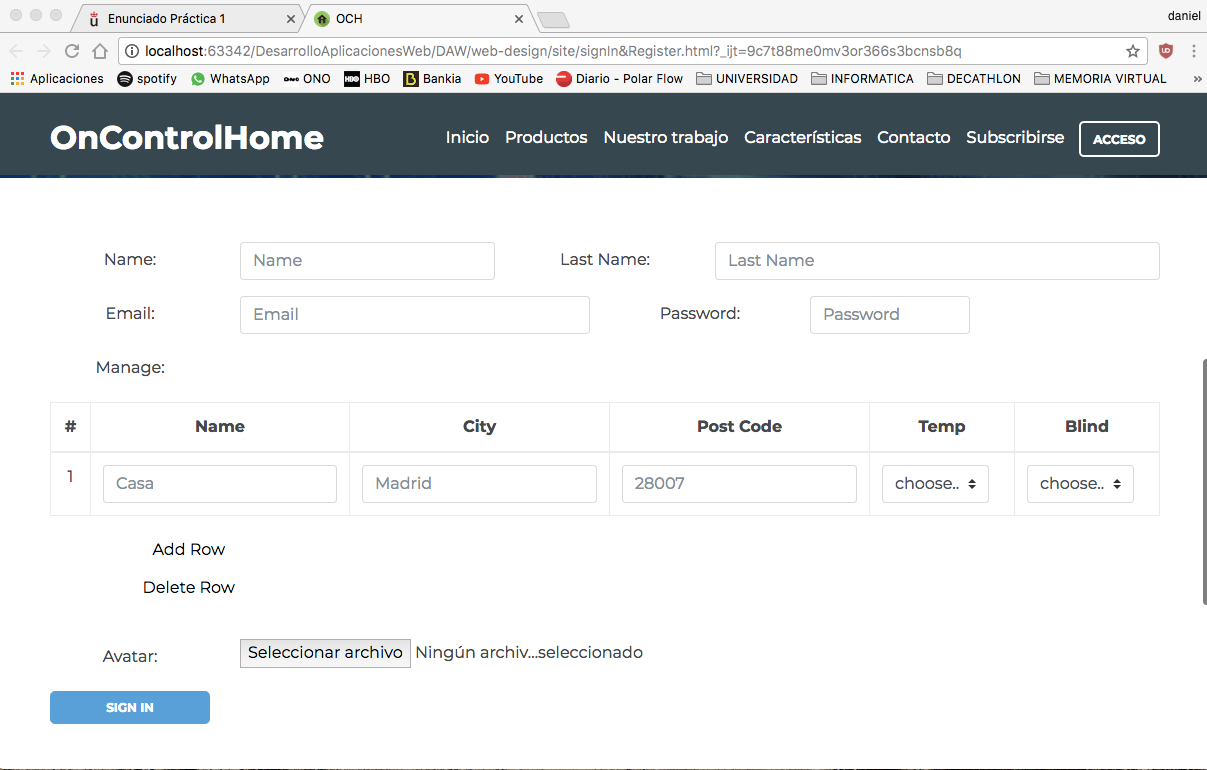 Enunciado Práctica 1
OCH
daniel
localhost:63342/DesarrolloAplicacionesWeb/DAW/web-design/site/signIn&Register.html?_ijt=9c7t88me0mv3or366s3bcnsb8q
Aplicaciones spotify WhatsApp ONO HBO Bankia YouTube Diario - Polar Flow UNIVERSIDAD INFORMATICA DECATHLON MEMORIA VIRTUAL »
OnControlHome Inicio Productos Nuestro trabajo Características Contacto Subscribirse ACCESO
Name: Name Last Name: Last Name
Email: Email Password: Password
Manage:
# Name City Post Code Temp Blind
1 Casa Madrid 28007 choose.. choose..
Add Row
Delete Row
Avatar: Seleccionar archivo Ningún archiv...seleccionado
SIGN IN